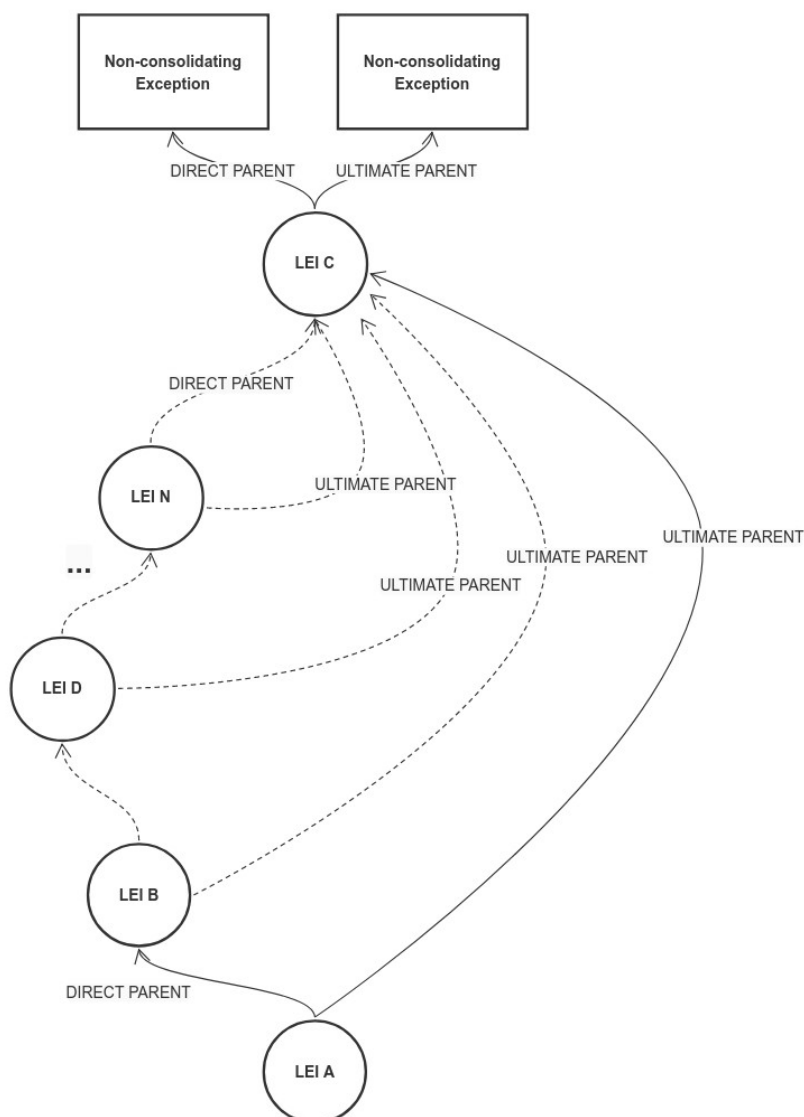 Non-consolidating
Exception
Non-consolidating
Exception
DIRECT PARENT
ULTIMATE PARENT
LEI C
DIRECT PARENT
LEI N
ULTIMATE PARENT
ULTIMATE PARENT
...
ULTIMATE PARENT
ULTIMATE PARENT
LEI D
LEI B
DIRECT PARENT
LEI A